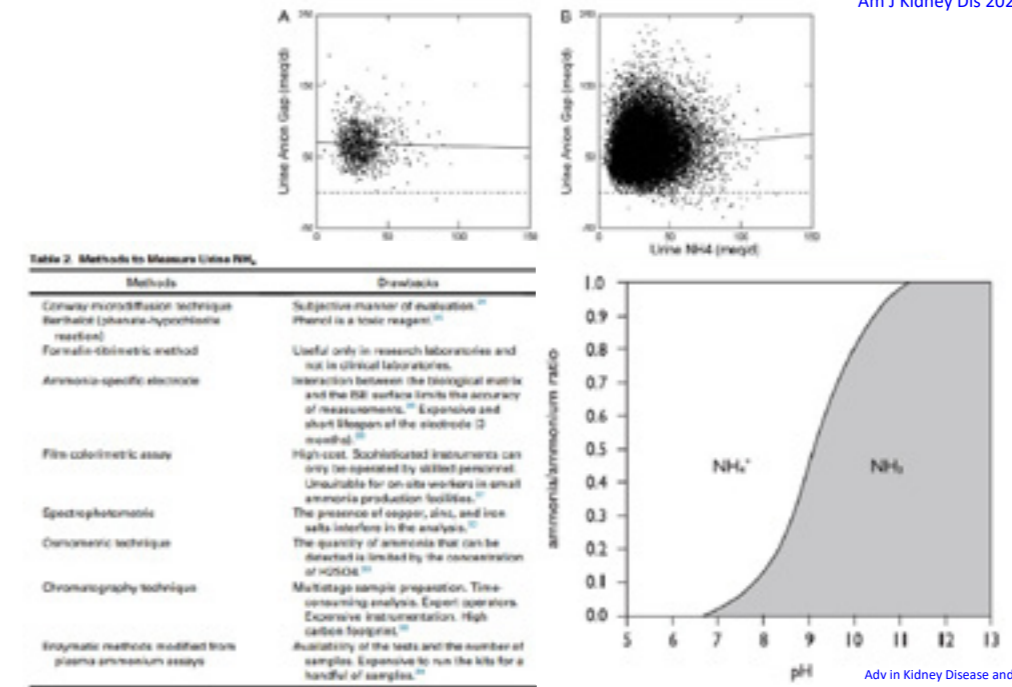 Am J Kidney Dis 202
A
B
Urine Anion Gap (meq/d)
Urine Anion Gap (meq/d)
100
50
0
50
100
150
0
50
100
150
Urine NH4 (meq/d)
Table 2. Methods to Measure Urine NH₄
Methods Drawbacks
Conway microdiffusion technique Subjective manner of evaluation.
Berthelot (phenate-hypochlorite Phenol is a toxic reagent.
reaction)
Formalin-titrimetric method Useful only in research laboratories and
not in clinical laboratories.
Ammonia-specific electrode Interaction between the biological matrix
and the ISE surface limits the accuracy
of measurements. Expensive and
short lifespan of the electrode (3
months).
Film colorimetric assay High cost. Sophisticated instruments can
only be operated by skilled personnel.
Unsuitable for on-site workers in small
ammonia production facilities.
Spectrophotometric The presence of copper, zinc, and iron
salts interfere in the analysis.
Osmometric technique The quantity of ammonia that can be
detected is limited by the concentration
of H2SO4.
Chromatography technique Multistage sample preparation. Time-
consuming analysis. Expert operators.
Expensive instrumentation. High
carbon footprint.
Enzymatic methods modified from Availability of the tests and the number of
plasma ammonium assays samples. Expensive to run the kits for a
handful of samples.
ammonia/ammonium ratio
1.0
0.9
0.8
0.7
0.6
0.5
0.4
0.3
0.2
0.1
0.0
NH₄⁺
NH₃
5 6 7 8 9 10 11 12 13
pH
Adv in Kidney Disease and